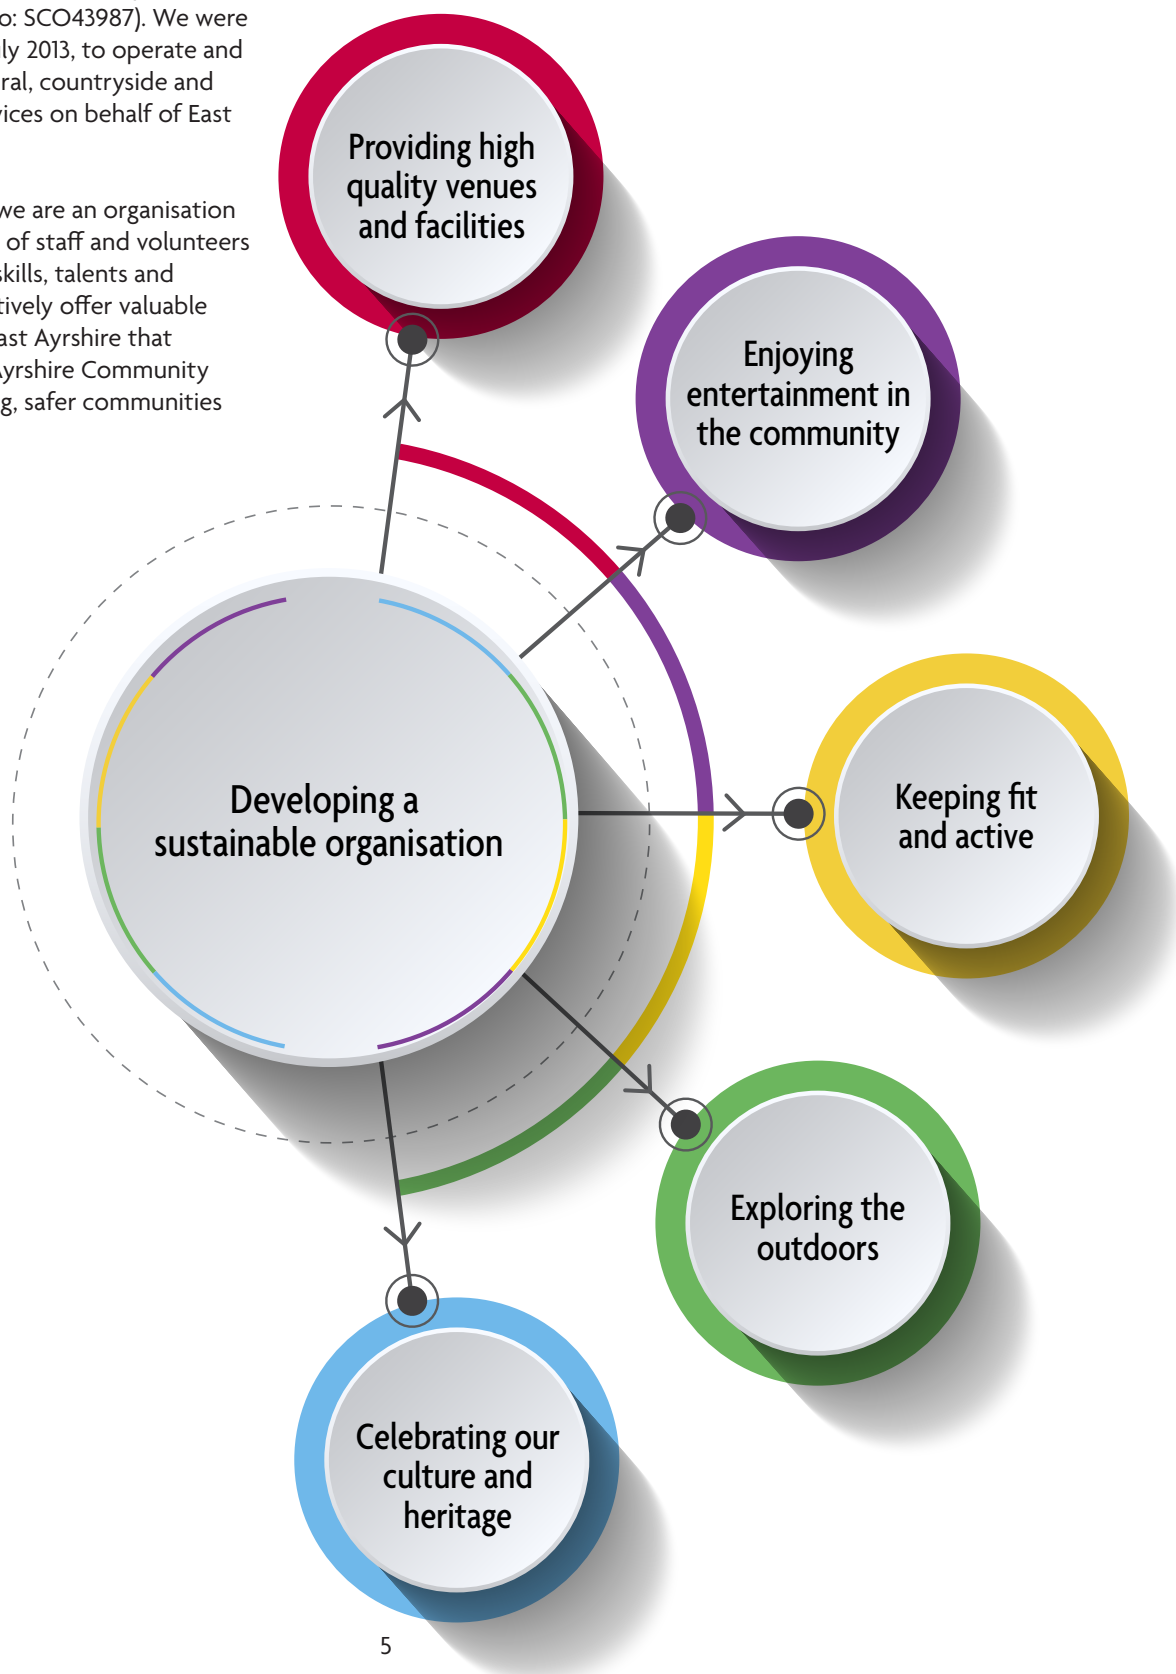 o: SCO43987). We were
ly 2013, to operate and
ral, countryside and
vices on behalf of East
we are an organisation
of staff and volunteers
skills, talents and
tively offer valuable
ast Ayrshire that
Ayrshire Community
g, safer communities
Providing high
quality venues
and facilities
Enjoying
entertainment in
the community
Keeping fit
and active
Developing a
sustainable organisation
Exploring the
outdoors
Celebrating our
culture and
heritage
5